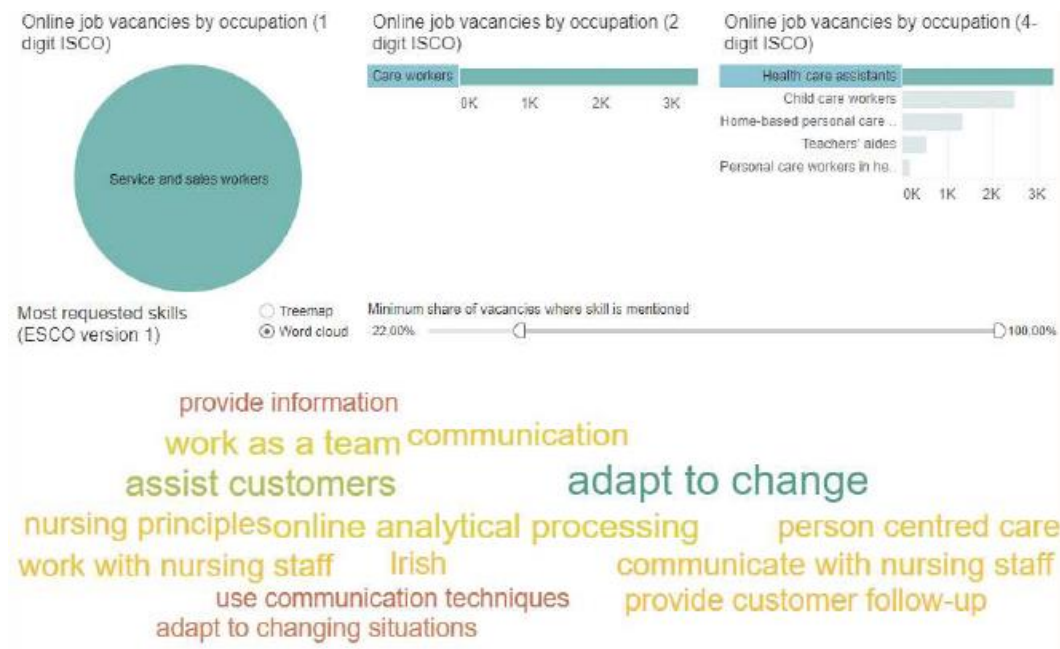 Online job vacancies by occupation (1
digit ISCO)
Online job vacancies by occupation (2
digit ISCO)
Online job vacancies by occupation (4-
digit ISCO)
Service and sales workers
Care workers
0K 1K 2K 3K
Health care assistants
Child care workers
Home-based personal care ..
Teachers' aides
Personal care workers in he..
0K 1K 2K 3K
Most requested skills
(ESCO version 1)
Treemap
Word cloud
Minimum share of vacancies where skill is mentioned
22,00% 100,00%
provide information
work as a team communication
assist customers adapt to change
nursing principles online analytical processing person centred care
work with nursing staff Irish communicate with nursing staff
use communication techniques provide customer follow-up
adapt to changing situations